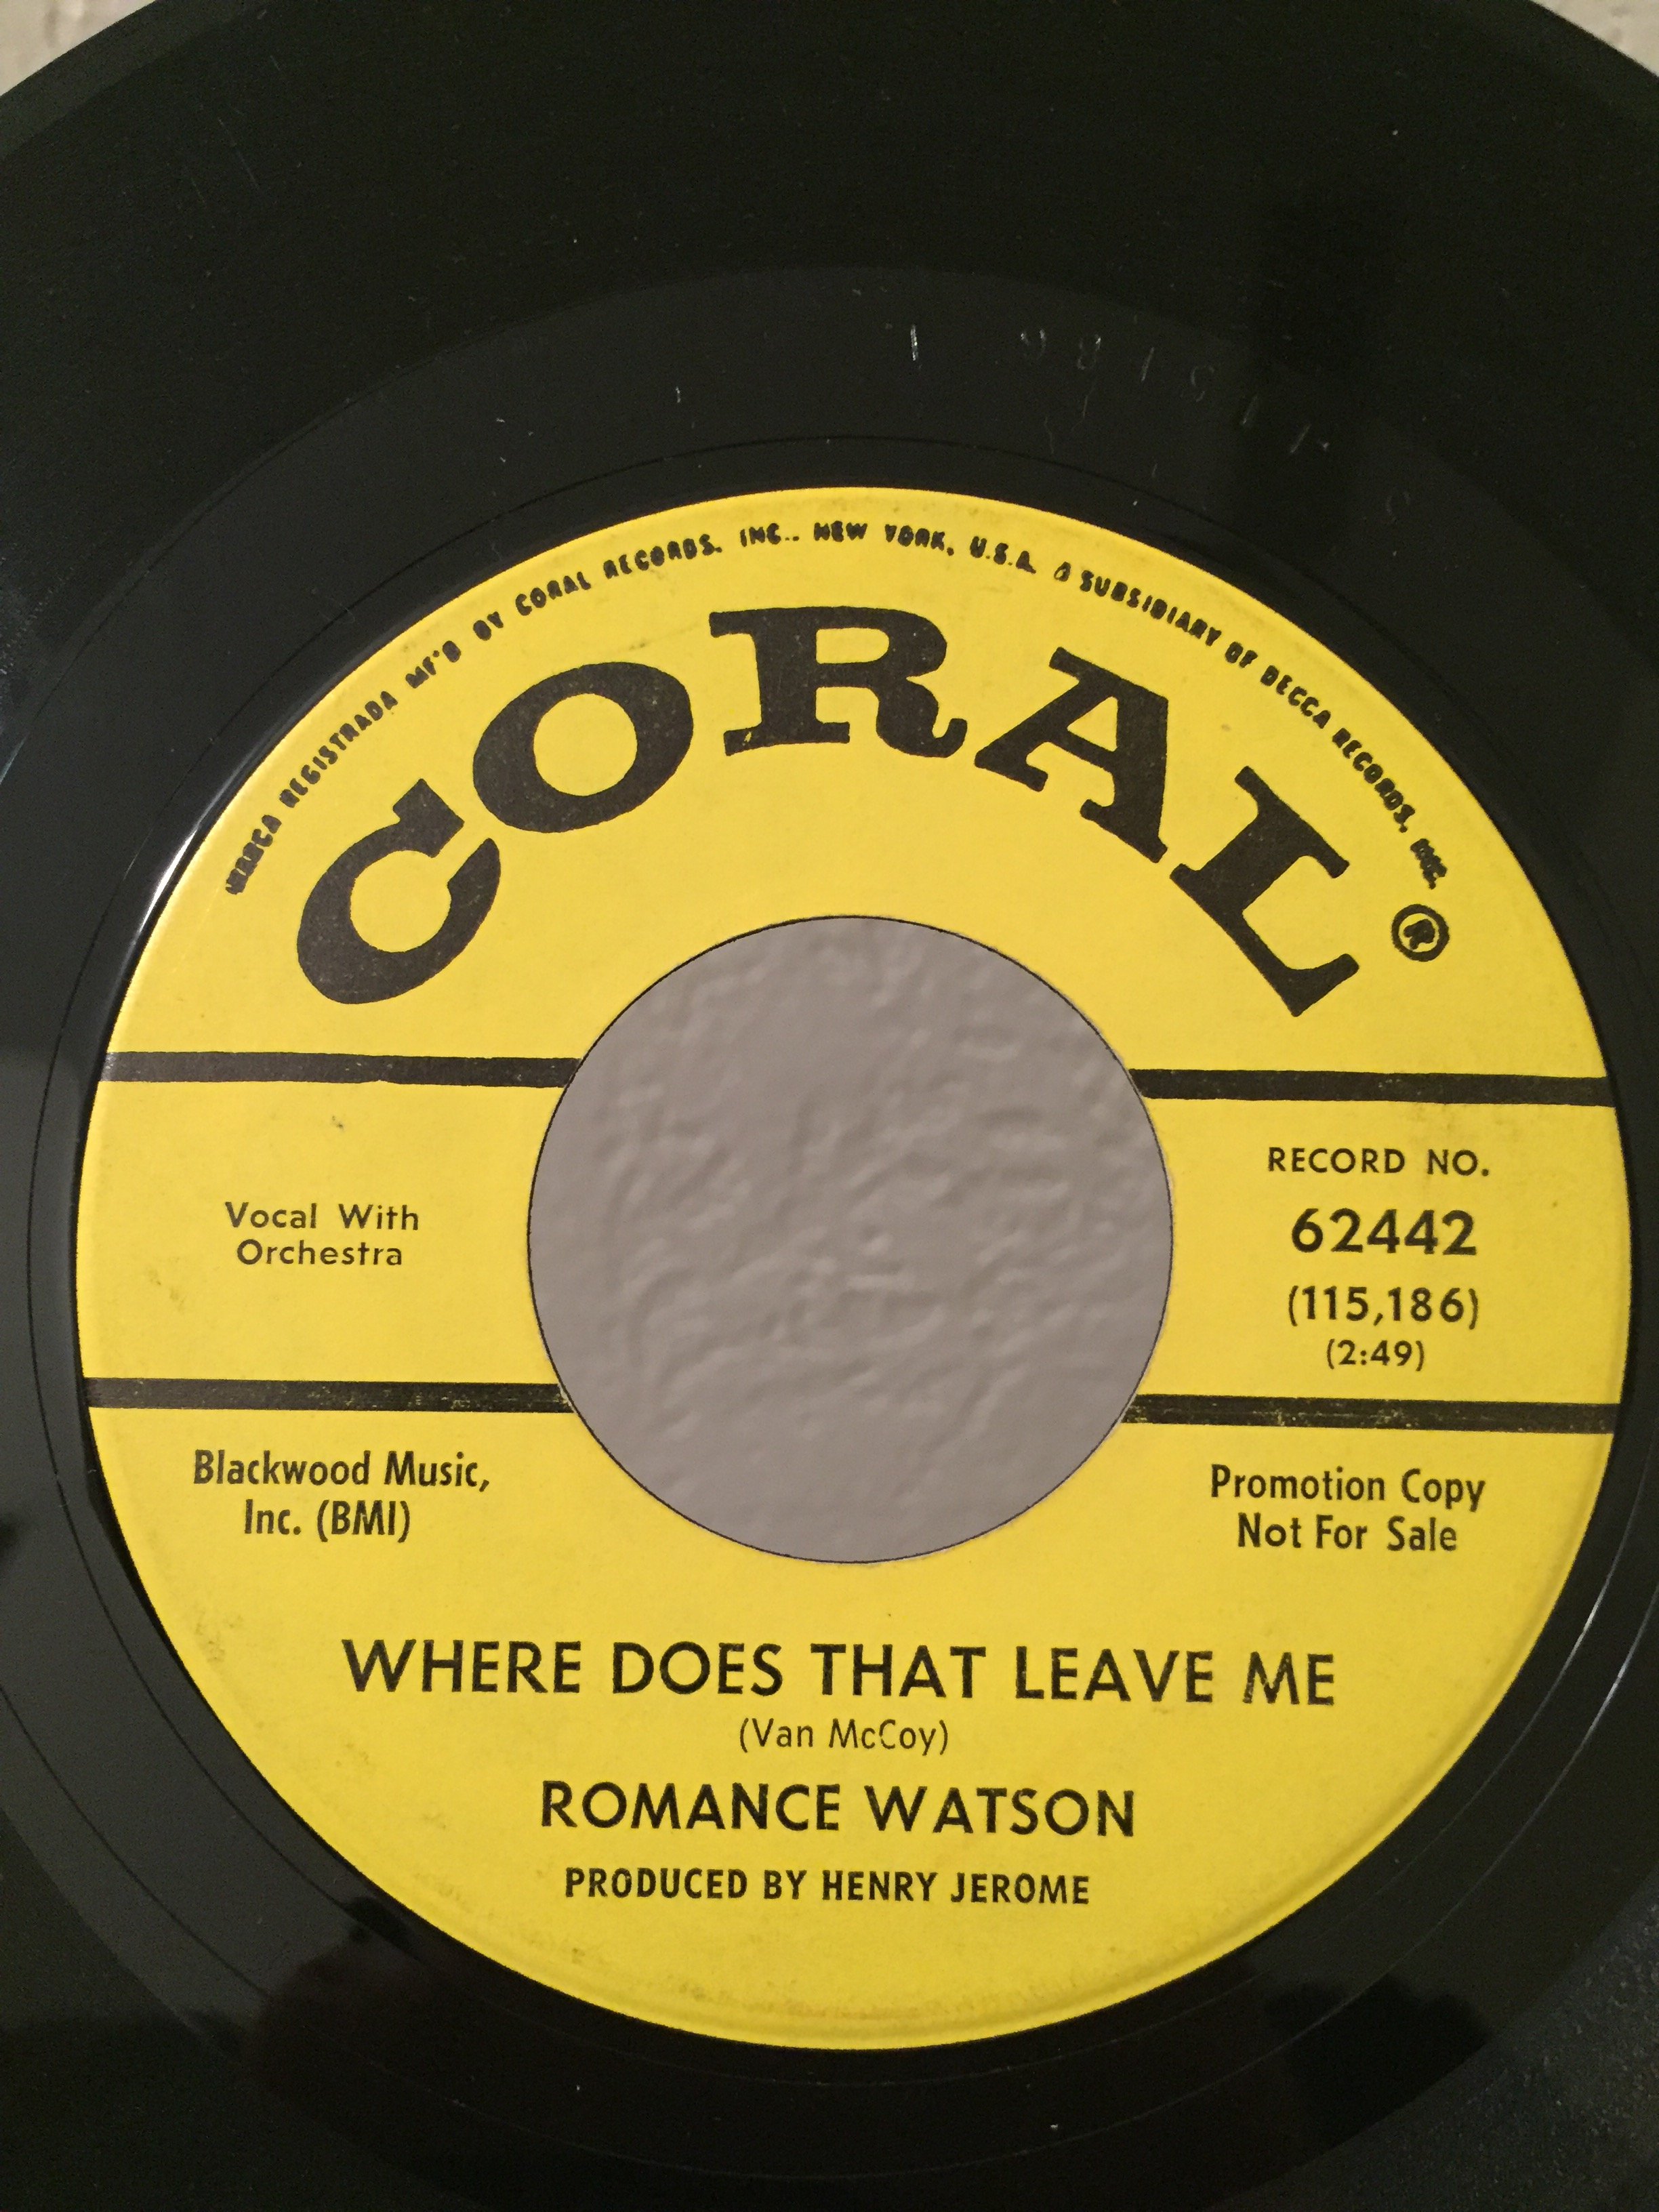 MARCA REGISTRADA MF'D BY CORAL RECORDS, INC., NEW YORK, U.S.A. A SUBSIDIARY OF DECCA RECORDS, INC.
CORAL ®
RECORD NO.
62442
(115,186)
(2:49)
Vocal With
Orchestra
Blackwood Music,
Inc. (BMI)
Promotion Copy
Not For Sale
WHERE DOES THAT LEAVE ME
(Van McCoy)
ROMANCE WATSON
PRODUCED BY HENRY JEROME